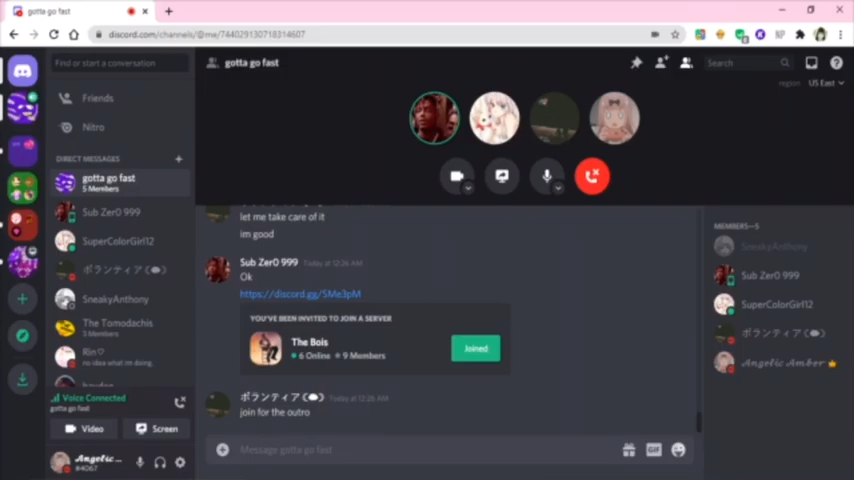 gotta go fast
discord.com/channels/@me/744029130718314607
NP
Find or start a conversation
gotta go fast
Search
region
US East
Friends
Nitro
DIRECT MESSAGES
gotta go fast
5 Members
Sub Zer0 999
SuperColorGirl12
ボランティア
SneakyAnthony
The Tomodachis
3 Members
Rin♡
no idea what im doing.
Voice Connected
gotta go fast
Video
Screen
Angelic ...
#4067
let me take care of it
im good
Sub Zer0 999 Today at 12:26 AM
Ok
https://discord.gg/SMe3pM
YOU'VE BEEN INVITED TO JOIN A SERVER
The Bois
6 Online 9 Members
Joined
ボランティア Today at 12:26 AM
join for the outro
Message gotta go fast
GIF
MEMBERS—5
SneakyAnthony
Sub Zer0 999
SuperColorGirl12
ボランティア
Angelic Amber